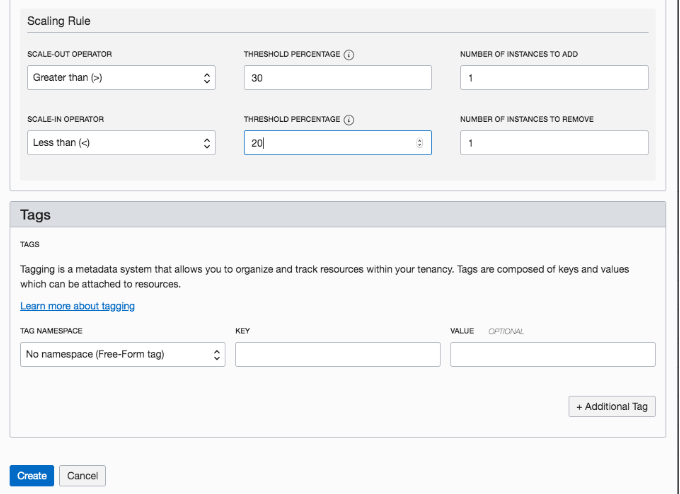 Scaling Rule
SCALE-OUT OPERATOR THRESHOLD PERCENTAGE i NUMBER OF INSTANCES TO ADD
Greater than (>) 30 1
SCALE-IN OPERATOR THRESHOLD PERCENTAGE i NUMBER OF INSTANCES TO REMOVE
Less than (<) 20 1
Tags
TAGS
Tagging is a metadata system that allows you to organize and track resources within your tenancy. Tags are composed of keys and values
which can be attached to resources.
Learn more about tagging
TAG NAMESPACE KEY VALUE OPTIONAL
No namespace (Free-Form tag)
+ Additional Tag
Create Cancel